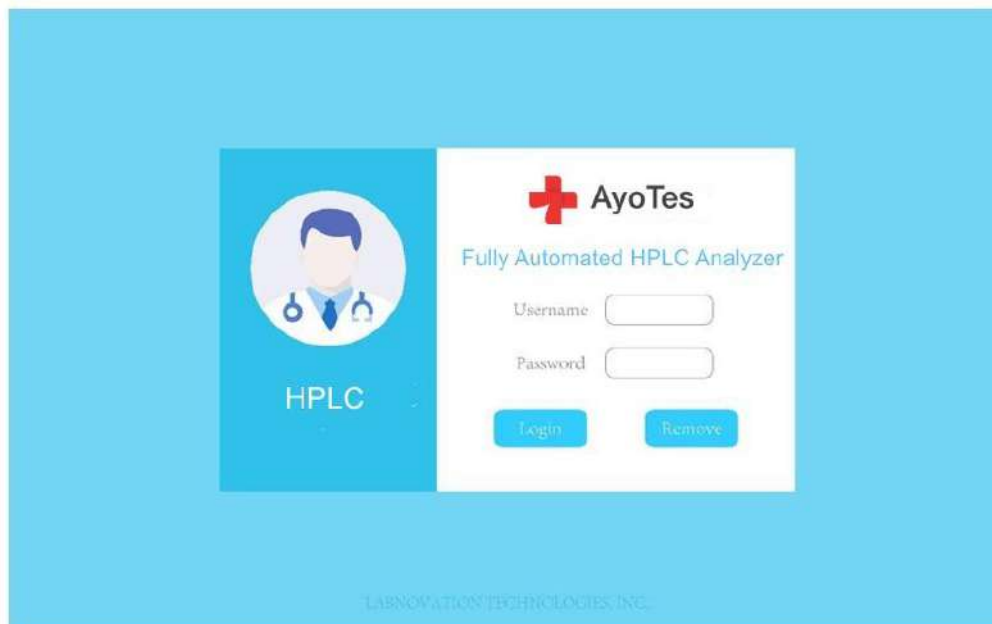 AyoTes
Fully Automated HPLC Analyzer
Username
Password
HPLC
Login
Remove
LABNOVATION TECHNOLOGIES, INC.